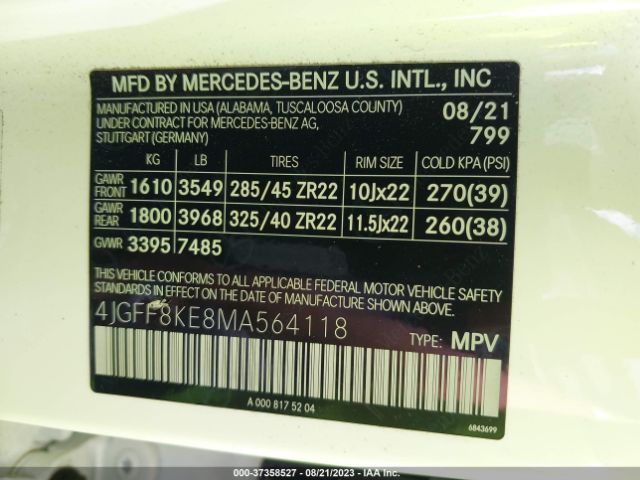 MFD BY MERCEDES-BENZ U.S. INTL., INC
MANUFACTURED IN USA (ALABAMA, TUSCALOOSA COUNTY) 08/21
UNDER CONTRACT FOR MERCEDES-BENZ AG, 799
STUTTGART (GERMANY)
KG LB TIRES RIM SIZE COLD KPA (PSI)
GAWR FRONT 1610 3549 285/45 ZR22 10Jx22 270(39)
GAWR REAR 1800 3968 325/40 ZR22 11.5Jx22 260(38)
GVWR 3395 7485
THIS VEHICLE CONFORMS TO ALL APPLICABLE FEDERAL MOTOR VEHICLE SAFETY
STANDARDS IN EFFECT ON THE DATE OF MANUFACTURE SHOWN ABOVE.
4JGFF8KE8MA564118
TYPE: MPV
A 000 817 52 04
6843699
000-37358527 - 08/21/2023 - IAA Inc.